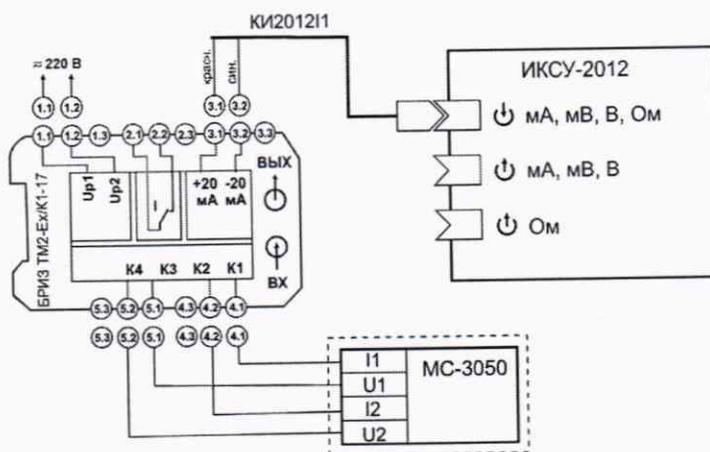 КИ2012I1
≈ 220 В
красн.
син.
1.1 1.2 3.1 3.2
1.1 1.2 1.3 2.1 2.2 2.3 3.1 3.2 3.3
БРИЗ ТМ2-Ex/K1-17
Up1 Up2 I +20 мА -20 мА
ВЫХ
ВХ
К4 К3 К2 К1
5.3 5.2 5.1 4.3 4.2 4.1
5.3 5.2 5.1 4.3 4.2 4.1
ИКСУ-2012
мА, мВ, В, Ом
мА, мВ, В
Ом
I1
U1
I2
U2
МС-3050